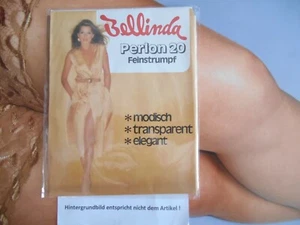 Bellinda
Perlon 20
Feinstrumpf
*modisch
*transparent
*elegant
Hintergrundbild entspricht nicht dem Artikel !